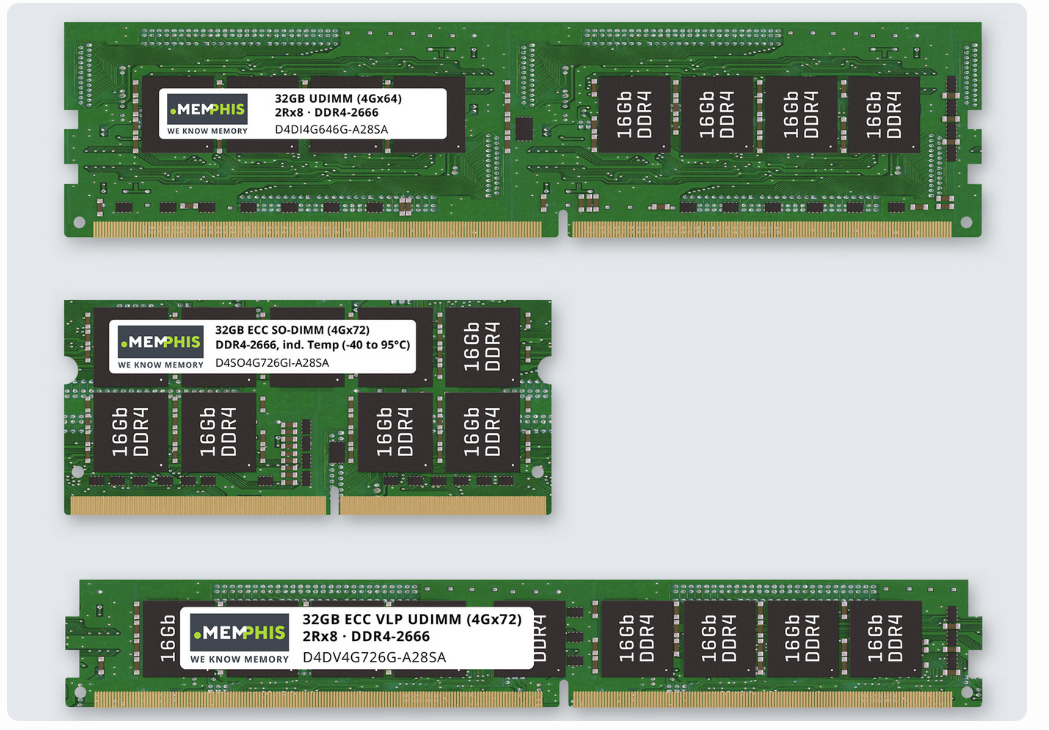 .MEMPHIS
WE KNOW MEMORY
32GB UDIMM (4Gx64)
2Rx8 · DDR4-2666
D4DI4G646G-A28SA
16Gb DDR4
16Gb DDR4
16Gb DDR4
16Gb DDR4
.MEMPHIS
WE KNOW MEMORY
32GB ECC SO-DIMM (4Gx72)
DDR4-2666, ind. Temp (-40 to 95°C)
D4SO4G726GI-A28SA
16Gb DDR4
16Gb DDR4
16Gb DDR4
16Gb DDR4
16Gb DDR4
16Gb
.MEMPHIS
WE KNOW MEMORY
32GB ECC VLP UDIMM (4Gx72)
2Rx8 · DDR4-2666
D4DV4G726G-A28SA
DDR4
16Gb DDR4
16Gb DDR4
16Gb DDR4
16Gb DDR4